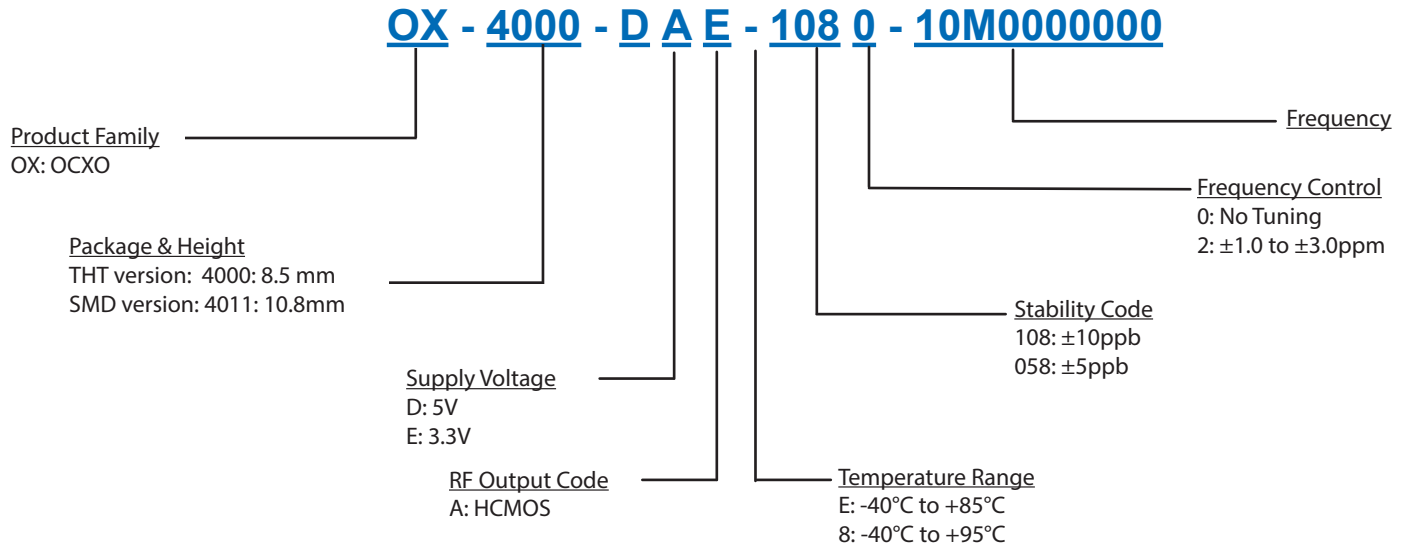 OX - 4000 - D A E - 108 0 - 10M0000000
Product Family
OX: OCXO
Package & Height
THT version: 4000: 8.5 mm
SMD version: 4011: 10.8mm
Supply Voltage
D: 5V
E: 3.3V
RF Output Code
A: HCMOS
Temperature Range
E: -40°C to +85°C
8: -40°C to +95°C
Stability Code
108: ±10ppb
058: ±5ppb
Frequency Control
0: No Tuning
2: ±1.0 to ±3.0ppm
Frequency